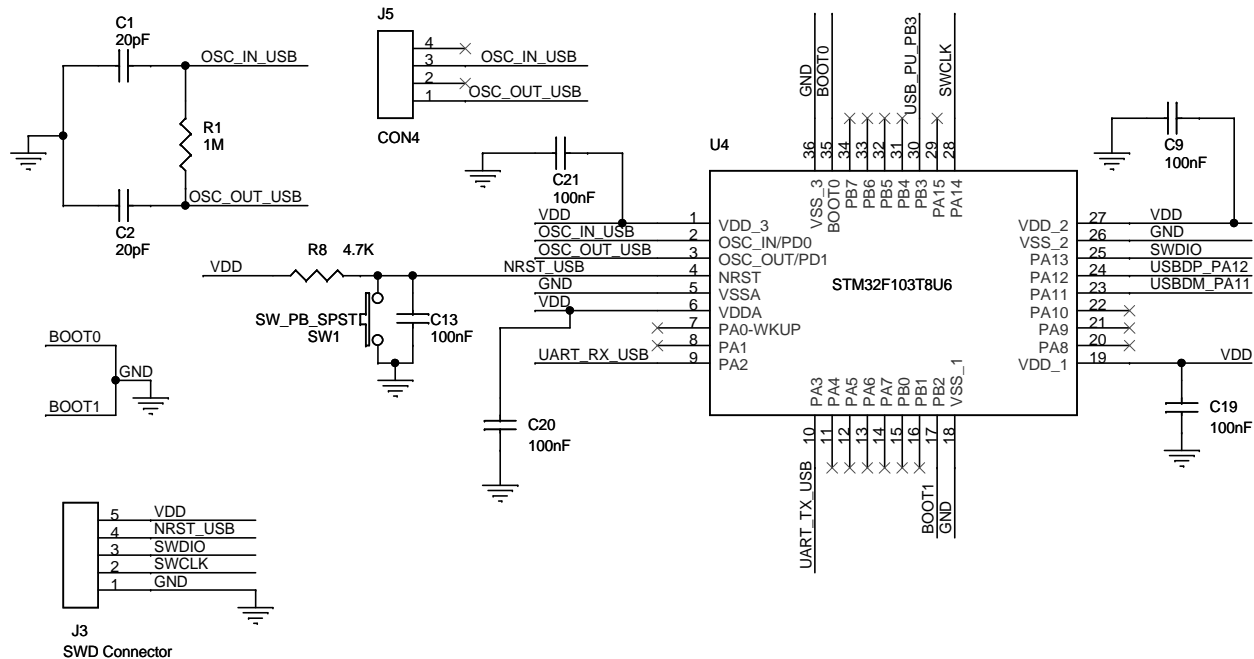 C1
20pF
OSC_IN_USB
R1
1M
OSC_OUT_USB
C2
20pF
J5
4
3
OSC_IN_USB
2
1
OSC_OUT_USB
CON4
GND
BOOT0
USB_PU_PB3
SWCLK
36
35
34
33
32
31
30
29
28
VSS_3
BOOT0
PB7
PB6
PB5
PB4
PB3
PA15
PA14
U4
C21
100nF
C9
100nF
VDD
1
VDD_3
OSC_IN_USB
2
OSC_IN/PD0
OSC_OUT_USB
3
OSC_OUT/PD1
NRST_USB
4
NRST
GND
5
VSSA
VDD
6
VDDA
7
PA0-WKUP
8
PA1
UART_RX_USB
9
PA2
STM32F103T8U6
VDD_2
27
VDD
VSS_2
26
GND
PA13
25
SWDIO
PA12
24
USBDP_PA12
PA11
23
USBDM_PA11
PA10
22
PA9
21
PA8
20
VDD_1
19
VDD
VDD
R8
4.7K
SW_PB_SPST
SW1
C13
100nF
BOOT0
GND
BOOT1
C20
100nF
PA3
PA4
PA5
PA6
PA7
PB0
PB1
PB2
VSS_1
10
11
12
13
14
15
16
17
18
UART_TX_USB
BOOT1
GND
C19
100nF
5
VDD
4
NRST_USB
3
SWDIO
2
SWCLK
1
GND
J3
SWD Connector